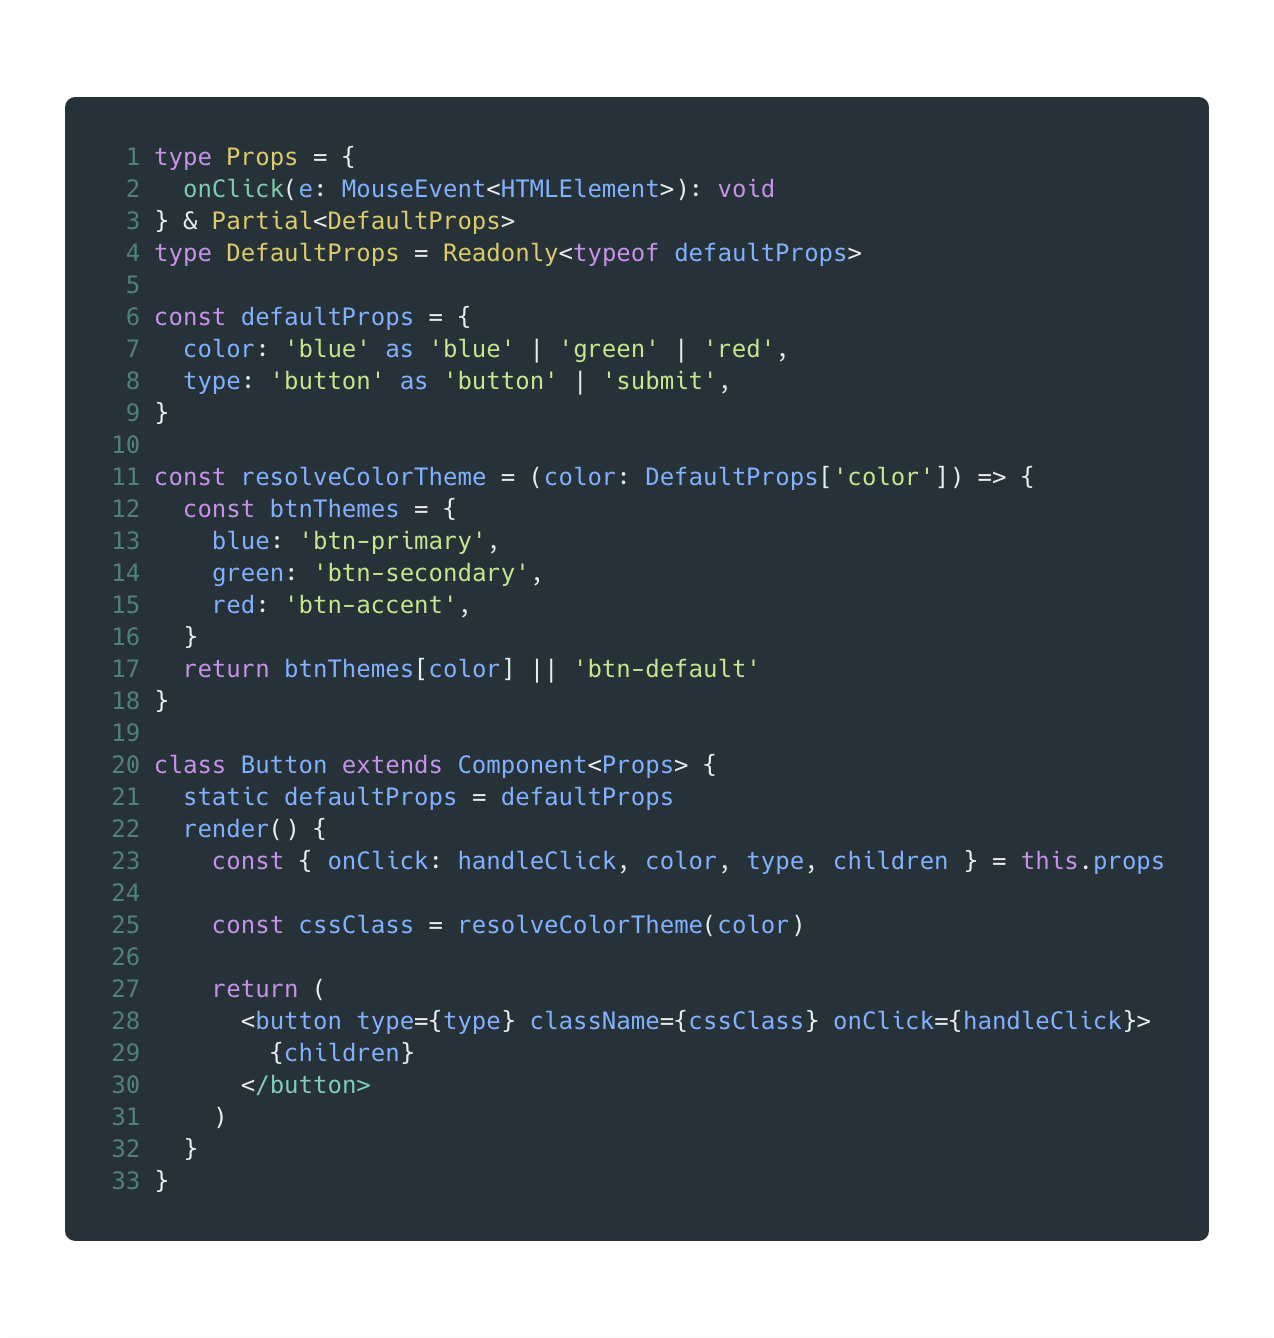 1 type Props = {
2   onClick(e: MouseEvent<HTMLElement>): void
3 } & Partial<DefaultProps>
4 type DefaultProps = Readonly<typeof defaultProps>
5
6 const defaultProps = {
7   color: 'blue' as 'blue' | 'green' | 'red',
8   type: 'button' as 'button' | 'submit',
9 }
10
11 const resolveColorTheme = (color: DefaultProps['color']) => {
12   const btnThemes = {
13     blue: 'btn-primary',
14     green: 'btn-secondary',
15     red: 'btn-accent',
16   }
17   return btnThemes[color] || 'btn-default'
18 }
19
20 class Button extends Component<Props> {
21   static defaultProps = defaultProps
22   render() {
23     const { onClick: handleClick, color, type, children } = this.props
24
25     const cssClass = resolveColorTheme(color)
26
27     return (
28       <button type={type} className={cssClass} onClick={handleClick}>
29         {children}
30       </button>
31     )
32   }
33 }